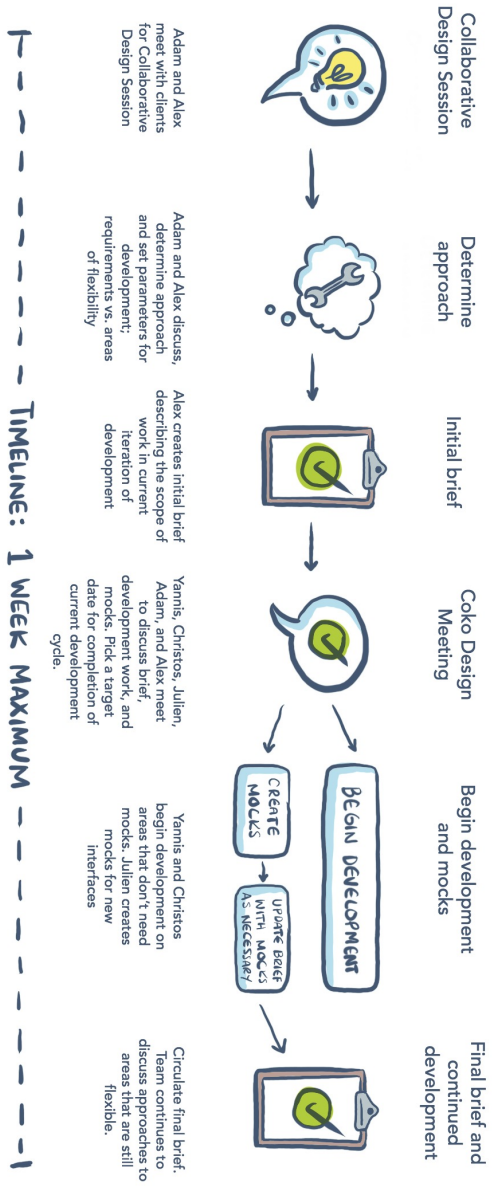 Collaborative
Design Session
Adam and Alex
meet with clients
for Collaborative
Design Session
Determine
approach
Adam and Alex discuss,
determine approach
and set parameters for
development;
requirements vs. areas
of flexibility
Initial brief
Alex creates initial brief
describing the scope of
work in current
iteration of
development
Coko Design
Meeting
Yannis, Christos, Julien,
Adam, and Alex meet
to discuss brief,
development work, and
mocks. Pick a target
date for completion of
current development
cycle.
Begin development
and mocks
BEGIN DEVELOPMENT
CREATE
MOCKS
UPDATE BRIEF
WITH MOCKS
AS NECESSARY
Yannis and Christos
begin development on
areas that don't need
mocks. Julien creates
mocks for new
interfaces
Final brief and
continued
development
Circulate final brief.
Team continues to
discuss approaches to
areas that are still
flexible.
TIMELINE: 1 WEEK MAXIMUM